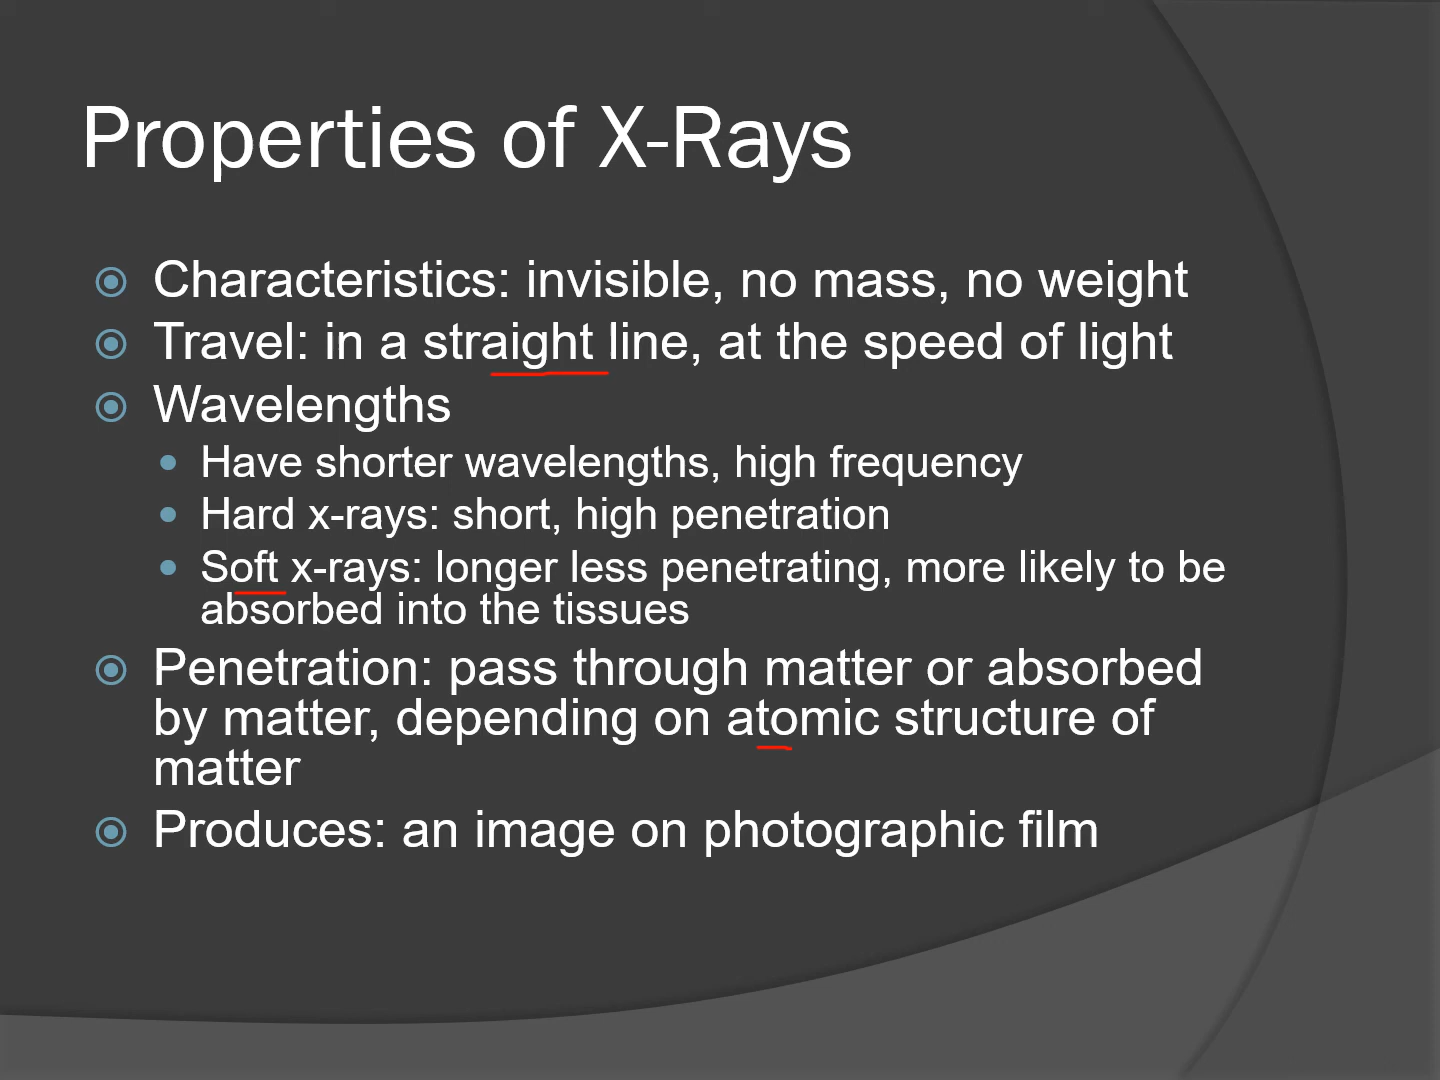 Properties of X-Rays
Characteristics: invisible, no mass, no weight
Travel: in a straight line, at the speed of light
Wavelengths
Have shorter wavelengths, high frequency
Hard x-rays: short, high penetration
Soft x-rays: longer less penetrating, more likely to be
absorbed into the tissues
Penetration: pass through matter or absorbed
by matter, depending on atomic structure of
matter
Produces: an image on photographic film